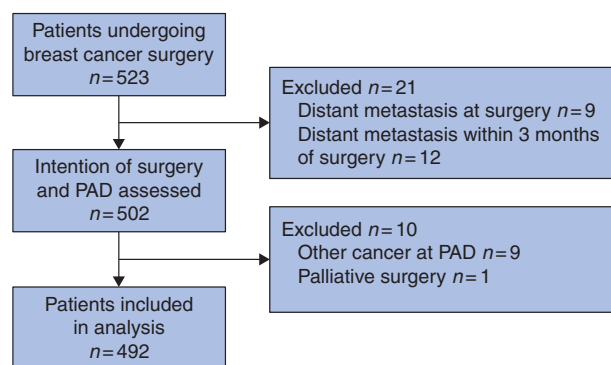 Patients undergoing
breast cancer surgery
n=523
Excluded n=21
Distant metastasis at surgery n=9
Distant metastasis within 3 months
of surgery n=12
Intention of surgery
and PAD assessed
n=502
Excluded n=10
Other cancer at PAD n=9
Palliative surgery n=1
Patients included
in analysis
n=492